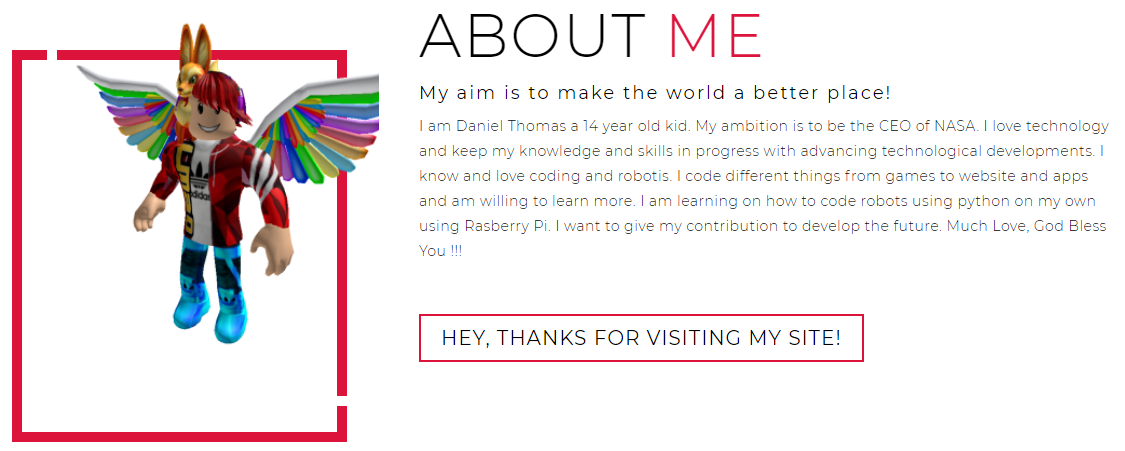 ABOUT ME
My aim is to make the world a better place!
I am Daniel Thomas a 14 year old kid. My ambition is to be the CEO of NASA. I love technology
and keep my knowledge and skills in progress with advancing technological developments. I
know and love coding and robotis. I code different things from games to website and apps
and am willing to learn more. I am learning on how to code robots using python on my own
using Rasberry Pi. I want to give my contribution to develop the future. Much Love, God Bless
You !!!
adidas
HEY, THANKS FOR VISITING MY SITE!